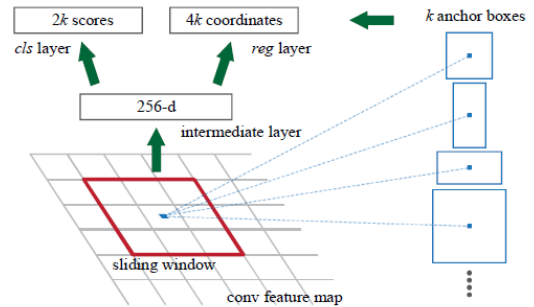 2k scores
4k coordinates
k anchor boxes
cls layer
reg layer
256-d
intermediate layer
sliding window
conv feature map